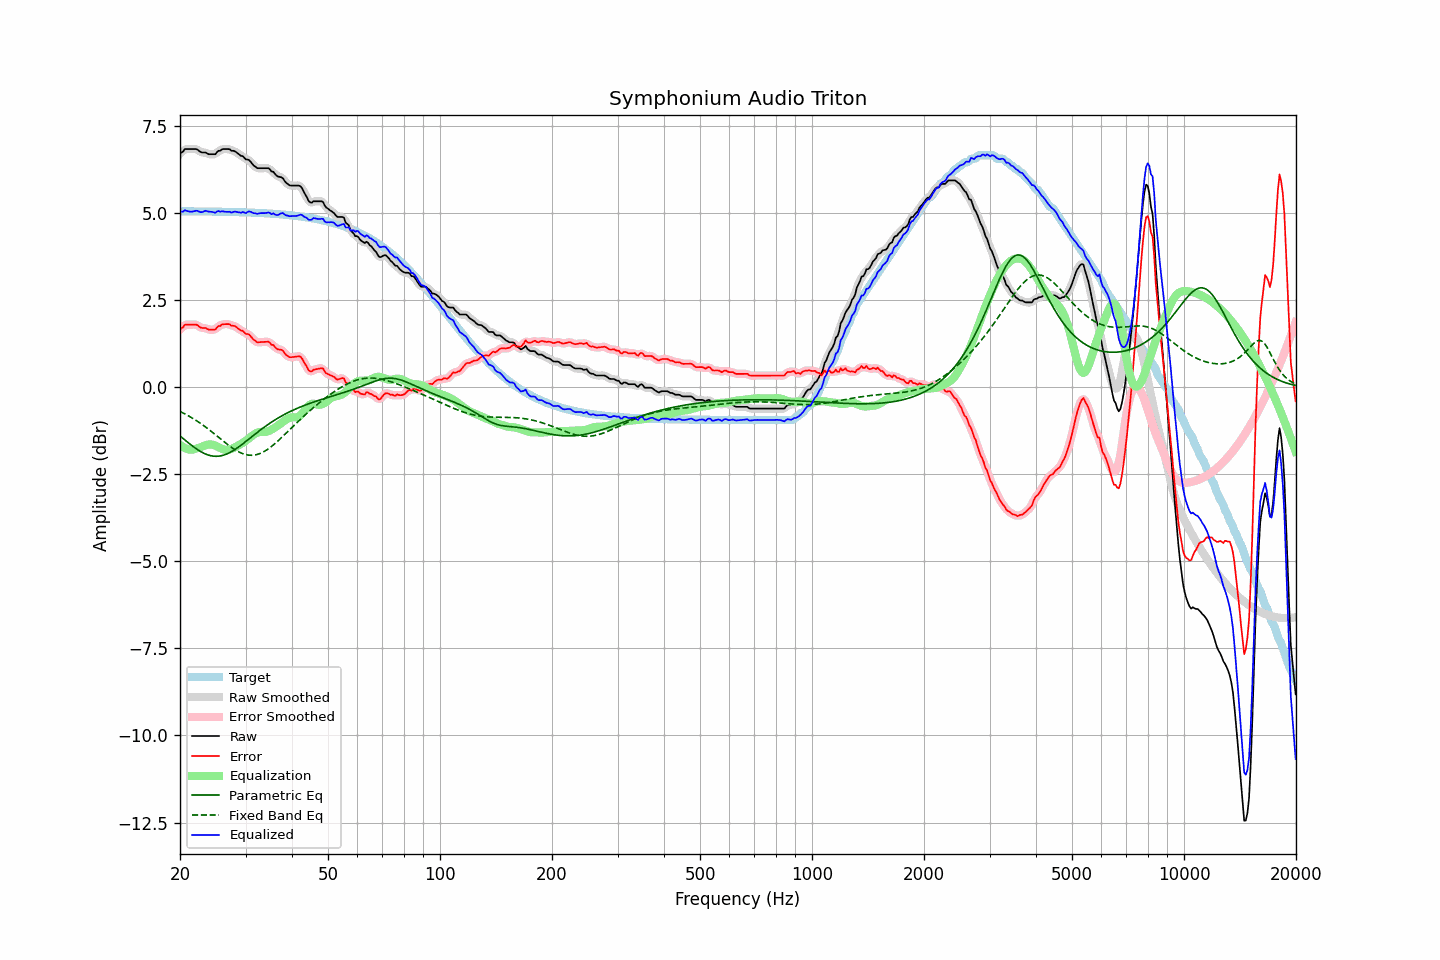 Symphonium Audio Triton
7.5
5.0
2.5
0.0
−2.5
−5.0
−7.5
−10.0
−12.5
Amplitude (dBr)
Target
Raw Smoothed
Error Smoothed
Raw
Error
Equalization
Parametric Eq
Fixed Band Eq
Equalized
20 50 100 200 500 1000 2000 5000 10000 20000
Frequency (Hz)